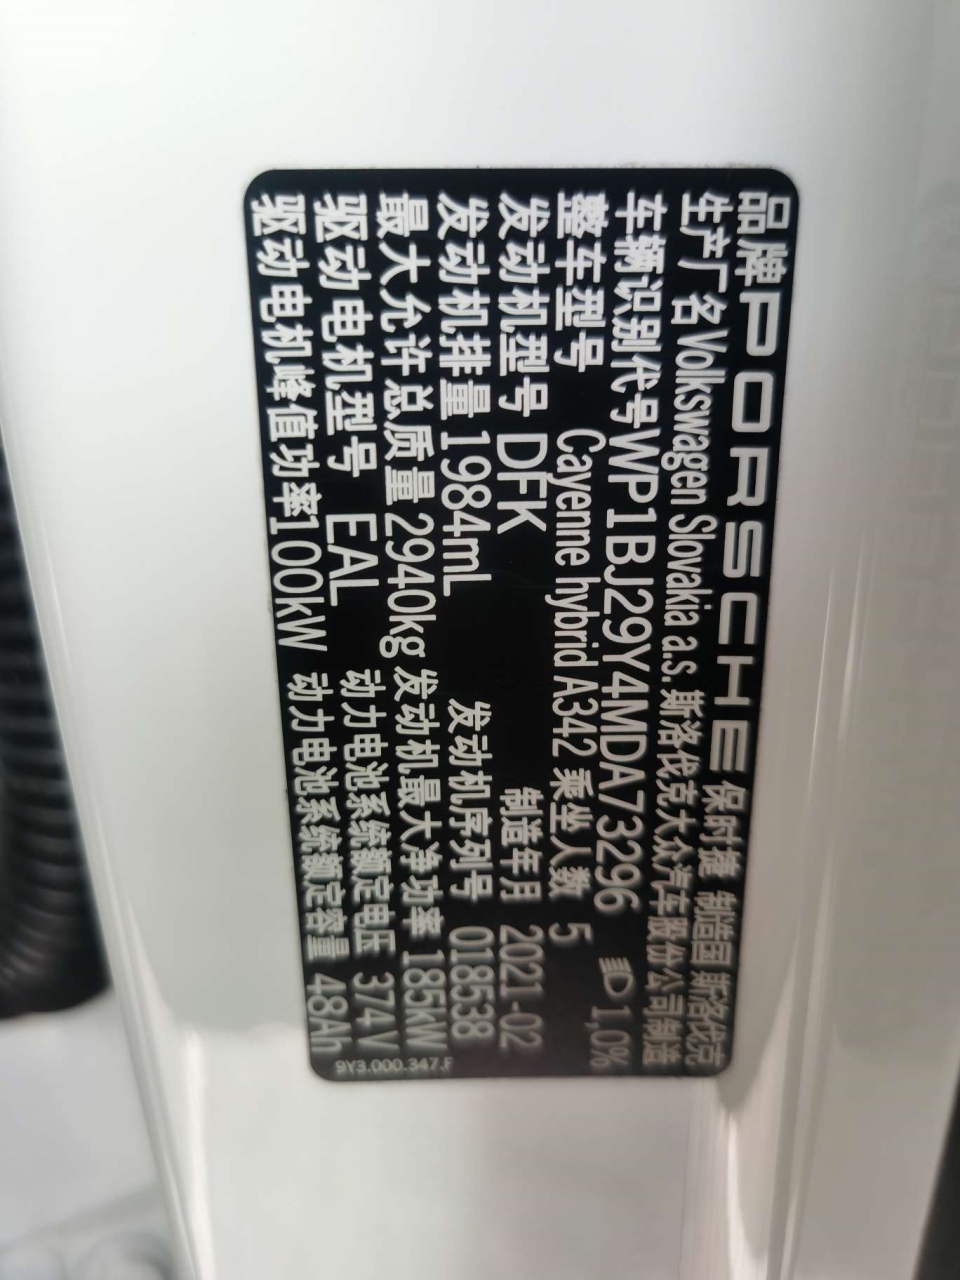 品牌 PORSCHE 保时捷 制造国 斯洛伐克
生产厂名 Volkswagen Slovakia a.s. 斯洛伐克大众汽车股份公司制造
车辆识别代号 WP1BJ29Y4MDA73296 1,0%
整车型号 Cayenne hybrid A342 乘坐人数 5
发动机型号 DFK 制造年月 2021-02
发动机排量 1984mL 发动机序列号 018538
最大允许总质量 2940kg 发动机最大净功率 185kW
驱动电机型号 EAL 动力电池系统额定电压 374V
驱动电机峰值功率 100kW 动力电池系统额定容量 48Ah
9Y3.000.347.F